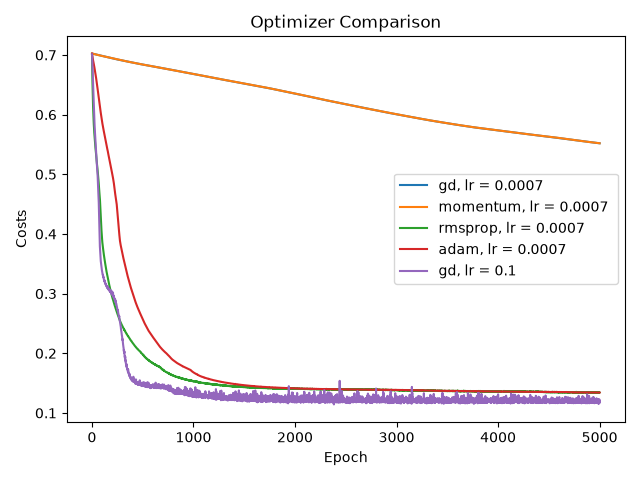 Optimizer Comparison
0.7
0.6
0.5
0.4
0.3
0.2
0.1
Costs
gd, lr = 0.0007
momentum, lr = 0.0007
rmsprop, lr = 0.0007
adam, lr = 0.0007
gd, lr = 0.1
0 1000 2000 3000 4000 5000
Epoch